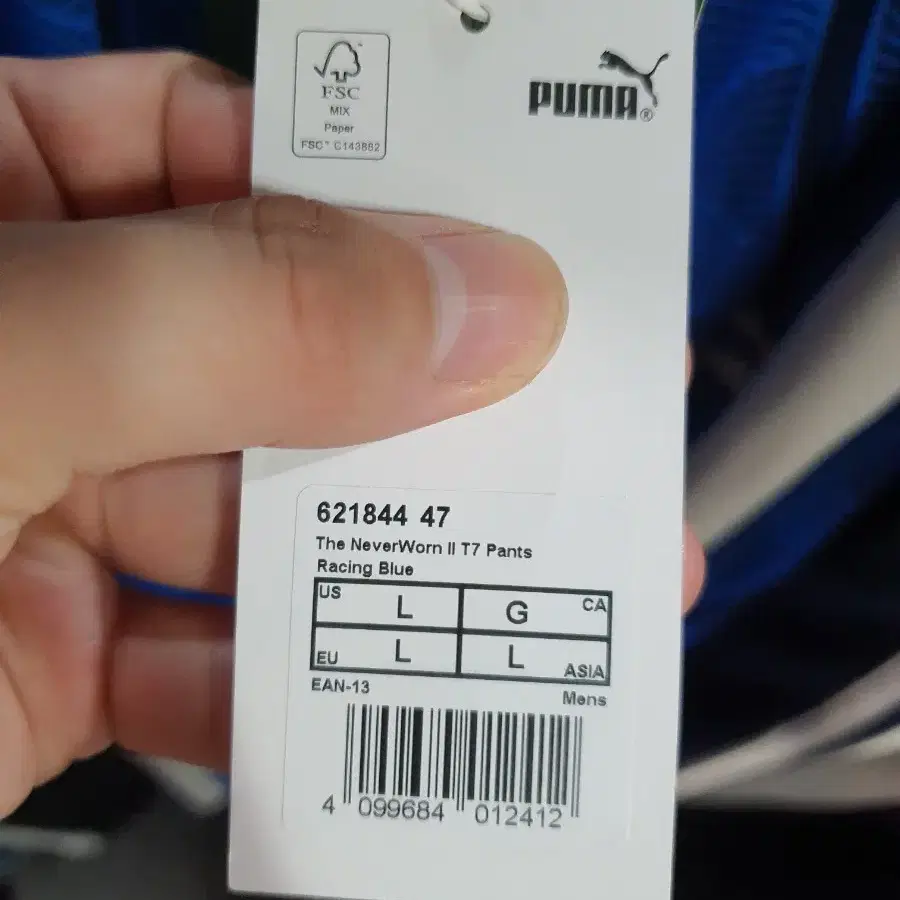 FSC
MIX
Paper
FSC™ C143862
PUMA®
621844 47
The NeverWorn II T7 Pants
Racing Blue
US L G CA
EU L L ASIA
EAN-13 Mens
4 099684 012412